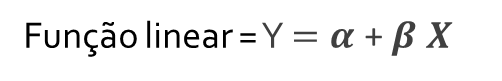 Função linear = Y = α + β X